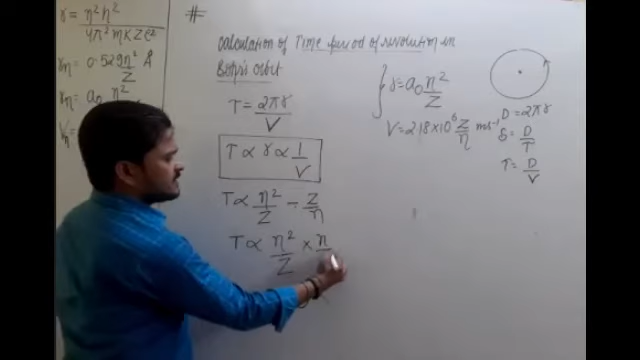 r = n²h²/4π²mKZe²
rn = 0.529 n²/Z Å
rn = a₀ n²
Vn =
# Calculation of Time period of revolution in
Bohr's orbit
T = 2πr/V
T ∝ r ∝ 1/V
T ∝ n²/Z ÷ Z/n
T ∝ n²/Z × n/
r = a₀ n²/Z
V = 2.18×10⁶ Z/n ms⁻¹
D = 2πr
S = D/T
T = D/V